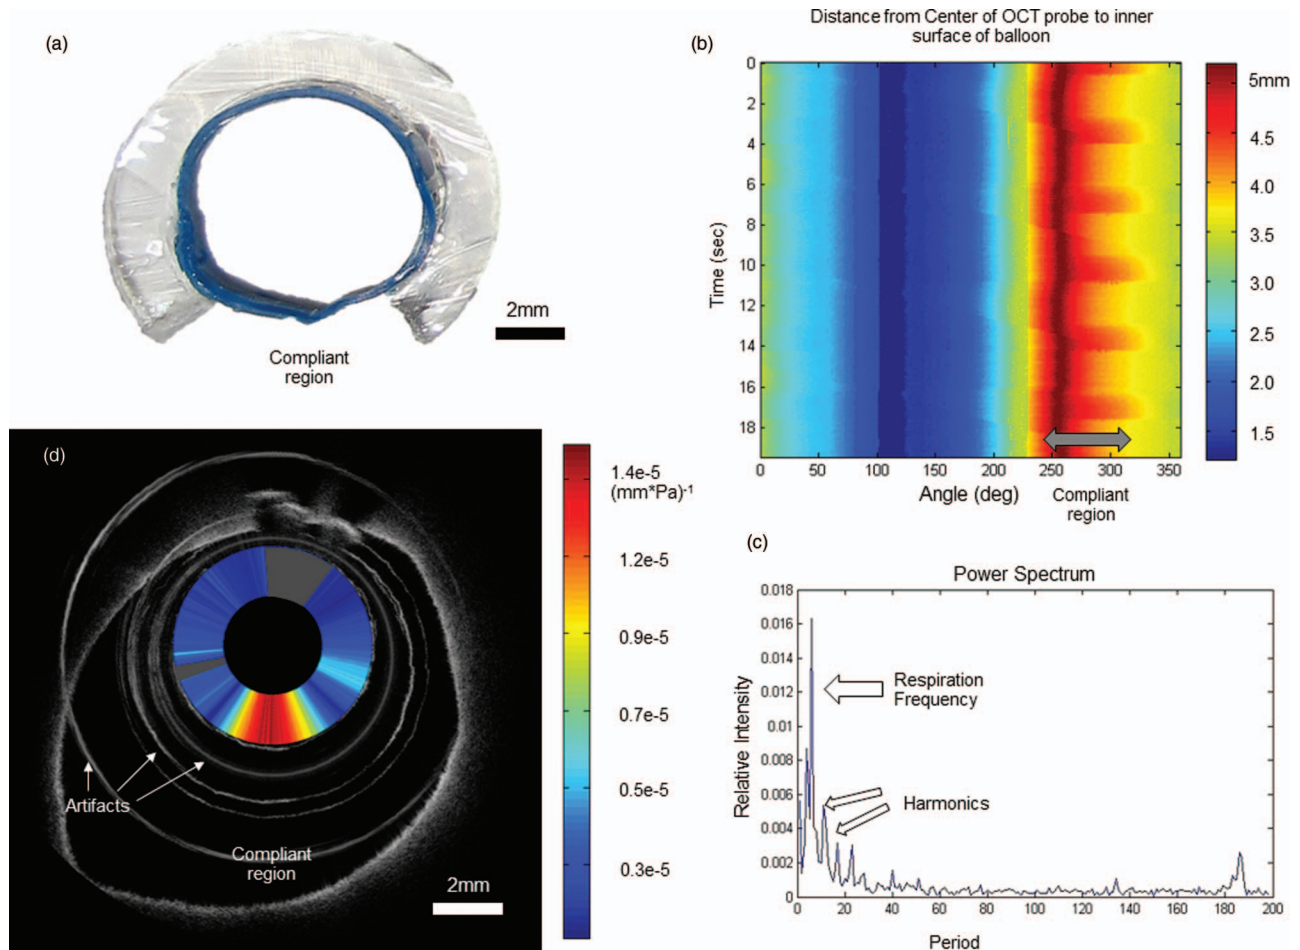 (a)
2mm
Compliant
region
(b)
Distance from Center of OCT probe to inner
surface of balloon
Time (sec)
0
2
4
6
8
10
12
14
16
18
0
50
100
150
200
250
300
350
Angle (deg)
Compliant
region
5mm
4.5
4.0
3.5
3.0
2.5
2.0
1.5
(d)
Artifacts
Compliant
region
2mm
1.4e-5
(mm*Pa)-1
1.2e-5
0.9e-5
0.7e-5
0.5e-5
0.3e-5
(c)
Power Spectrum
Relative Intensity
0.018
0.016
0.014
0.012
0.01
0.008
0.006
0.004
0.002
0
Respiration
Frequency
Harmonics
0
20
40
60
80
100
120
140
160
180
200
Period